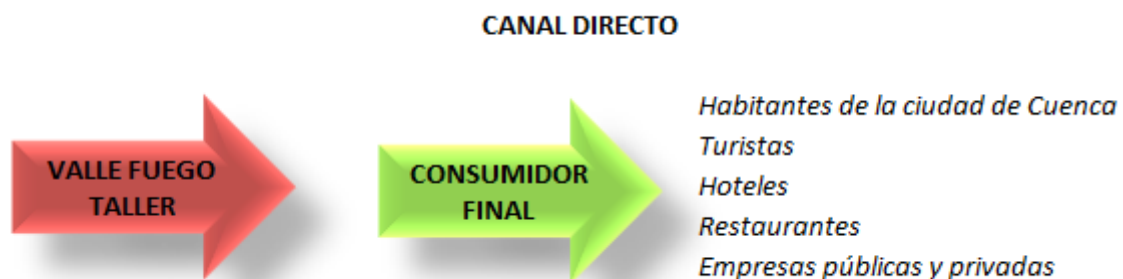 CANAL DIRECTO
VALLE FUEGO
TALLER
CONSUMIDOR
FINAL
Habitantes de la ciudad de Cuenca
Turistas
Hoteles
Restaurantes
Empresas públicas y privadas